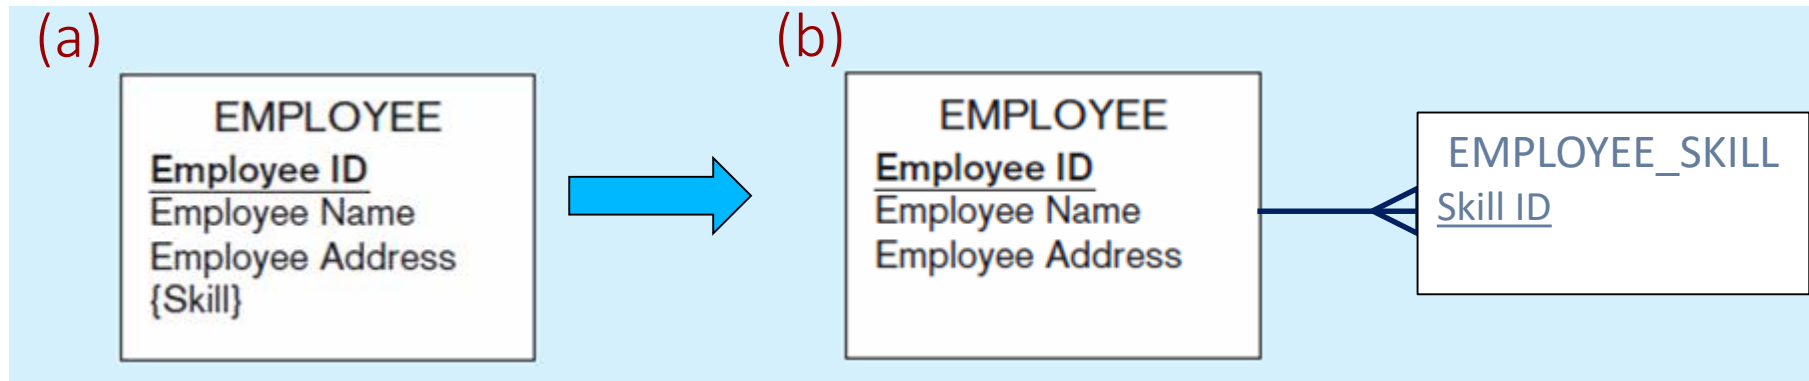 (a)
EMPLOYEE
Employee ID
Employee Name
Employee Address
{Skill}
(b)
EMPLOYEE
Employee ID
Employee Name
Employee Address
EMPLOYEE_SKILL
Skill ID